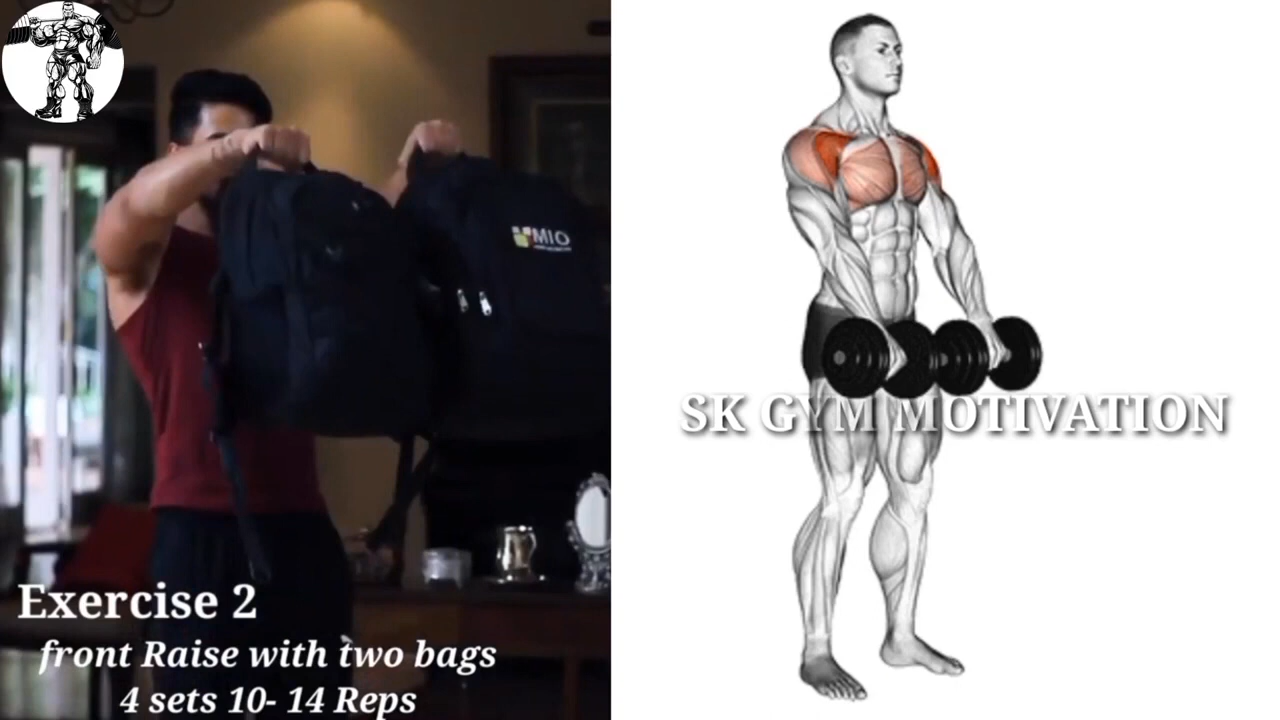 MIO
Exercise 2
front Raise with two bags
4 sets 10- 14 Reps
SK GYM MOTIVATION